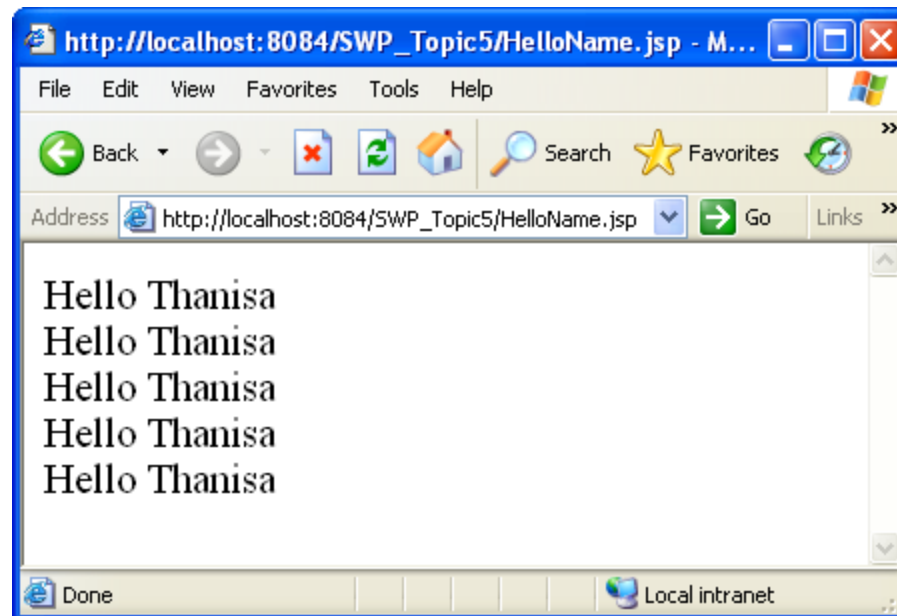 http://localhost:8084/SWP_Topic5/HelloName.jsp - M...
File Edit View Favorites Tools Help
Back Search Favorites
Address http://localhost:8084/SWP_Topic5/HelloName.jsp Go Links
Hello Thanisa
Hello Thanisa
Hello Thanisa
Hello Thanisa
Hello Thanisa
Done Local intranet